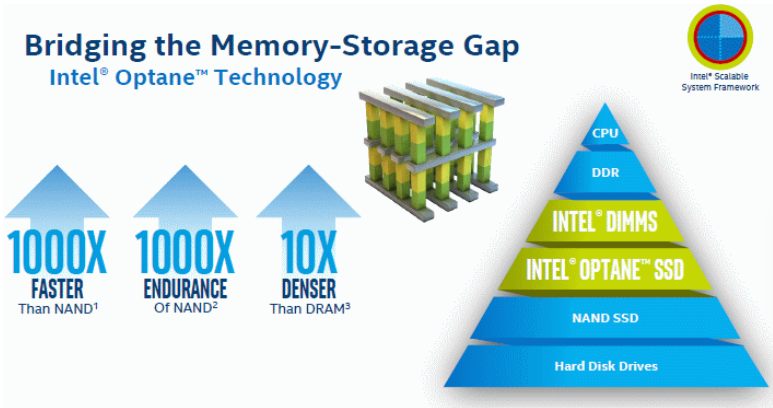 Bridging the Memory-Storage Gap
Intel® Optane™ Technology
Intel® Scalable
System Framework
1000X
FASTER
Than NAND¹
1000X
ENDURANCE
Of NAND²
10X
DENSER
Than DRAM³
CPU
DDR
INTEL® DIMMS
INTEL® OPTANE™ SSD
NAND SSD
Hard Disk Drives